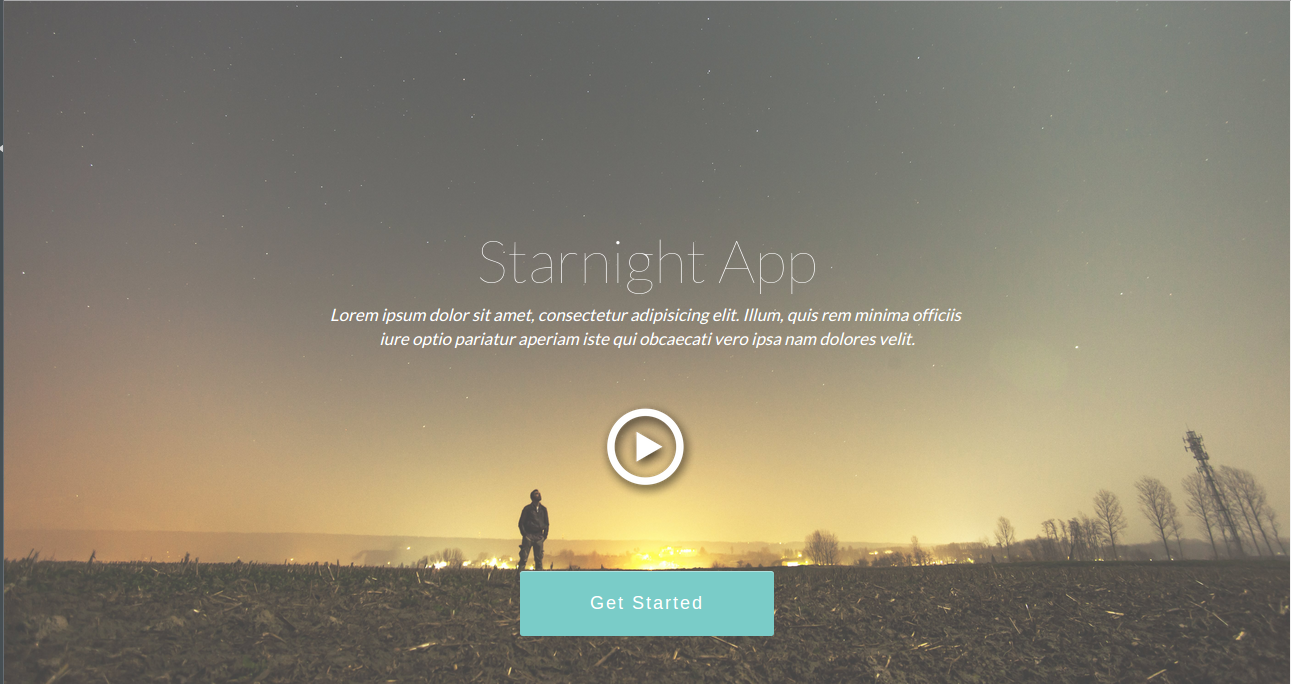 Starnight App
Lorem ipsum dolor sit amet, consectetur adipisicing elit. Illum, quis rem minima officiis
iure optio pariatur aperiam iste qui obcaecati vero ipsa nam dolores velit.
Get Started